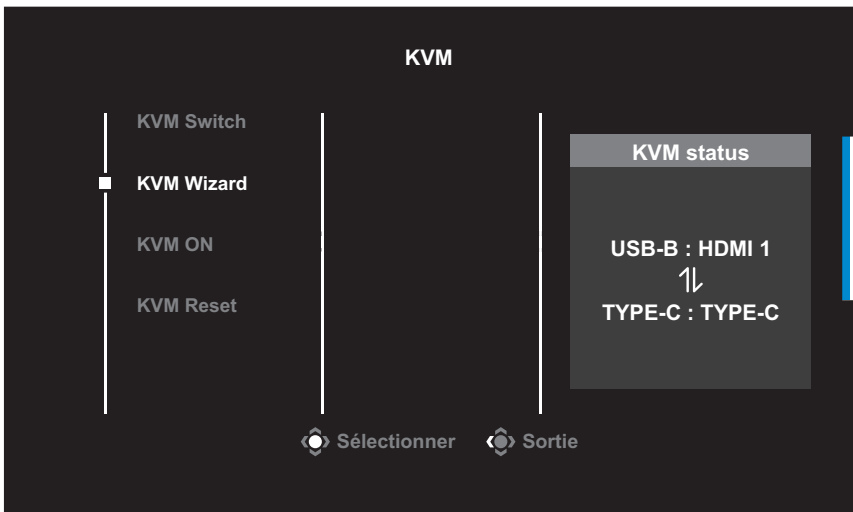 KVM
KVM Switch
KVM Wizard
KVM ON
KVM Reset
KVM status
USB-B : HDMI 1
TYPE-C : TYPE-C
Sélectionner Sortie